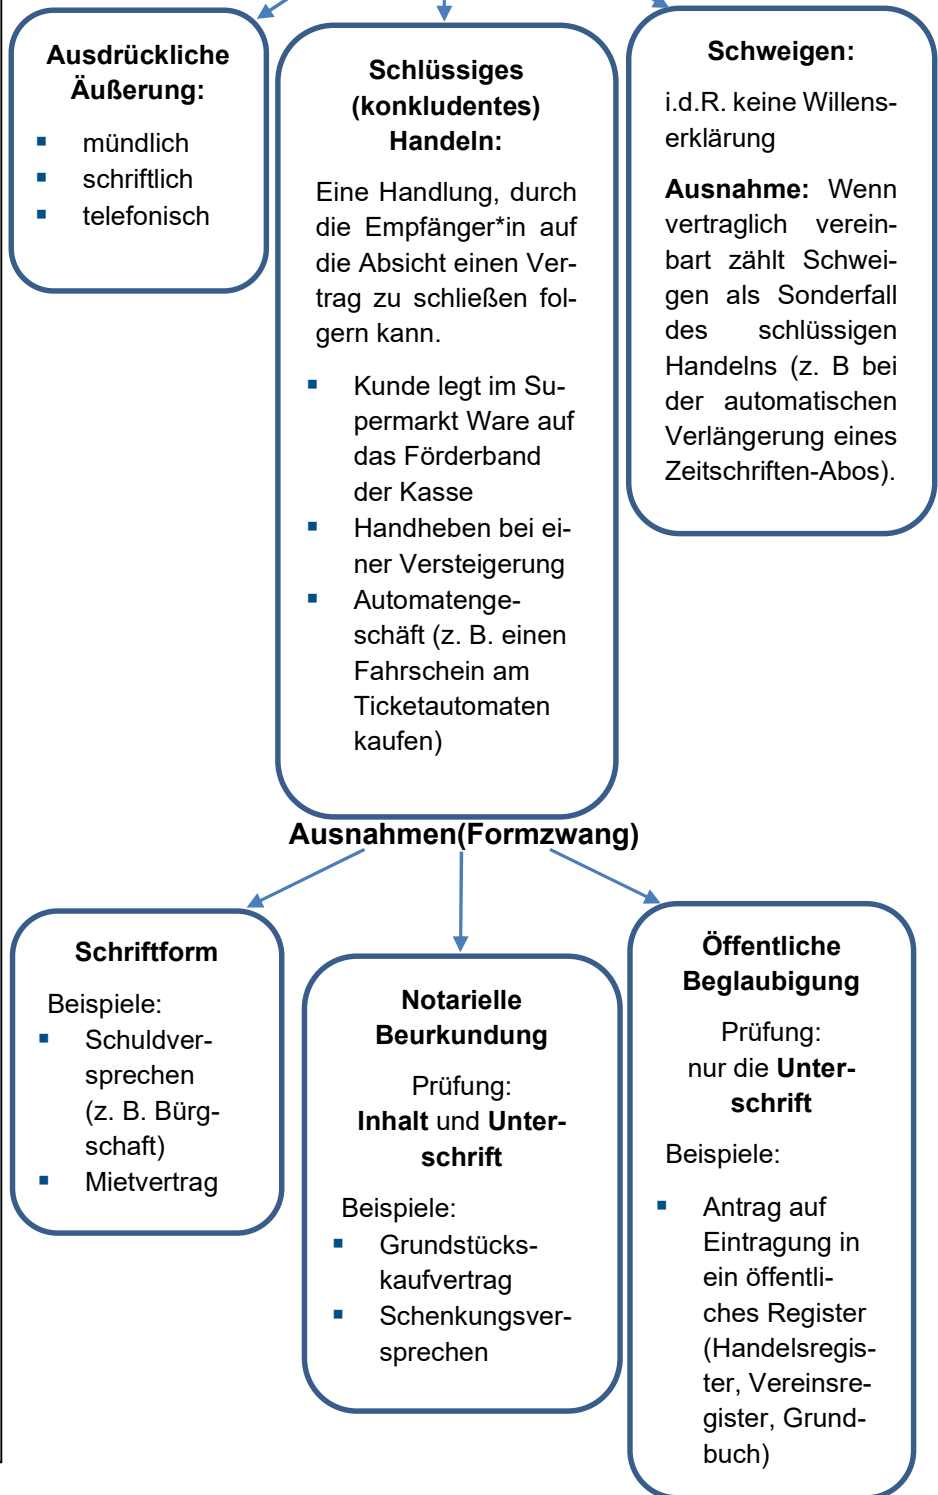 Ausdrückliche
Äußerung:
▪ mündlich
▪ schriftlich
▪ telefonisch
Schlüssiges
(konkludentes)
Handeln:
Eine Handlung, durch
die Empfänger*in auf
die Absicht einen Ver-
trag zu schließen fol-
gern kann.
▪ Kunde legt im Su-
permarkt Ware auf
das Förderband
der Kasse
▪ Handheben bei ei-
ner Versteigerung
▪ Automatenge-
schäft (z. B. einen
Fahrschein am
Ticketautomaten
kaufen)
Schweigen:
i.d.R. keine Willens-
erklärung
Ausnahme: Wenn
vertraglich verein-
bart zählt Schwei-
gen als Sonderfall
des schlüssigen
Handelns (z. B bei
der automatischen
Verlängerung eines
Zeitschriften-Abos).
Ausnahmen(Formzwang)
Schriftform
Beispiele:
▪ Schuldver-
sprechen
(z. B. Bürg-
schaft)
▪ Mietvertrag
Notarielle
Beurkundung
Prüfung:
Inhalt und Unter-
schrift
Beispiele:
▪ Grundstücks-
kaufvertrag
▪ Schenkungsver-
sprechen
Öffentliche
Beglaubigung
Prüfung:
nur die Unter-
schrift
Beispiele:
▪ Antrag auf
Eintragung in
ein öffentli-
ches Register
(Handelsregis-
ter, Vereinsre-
gister, Grund-
buch)